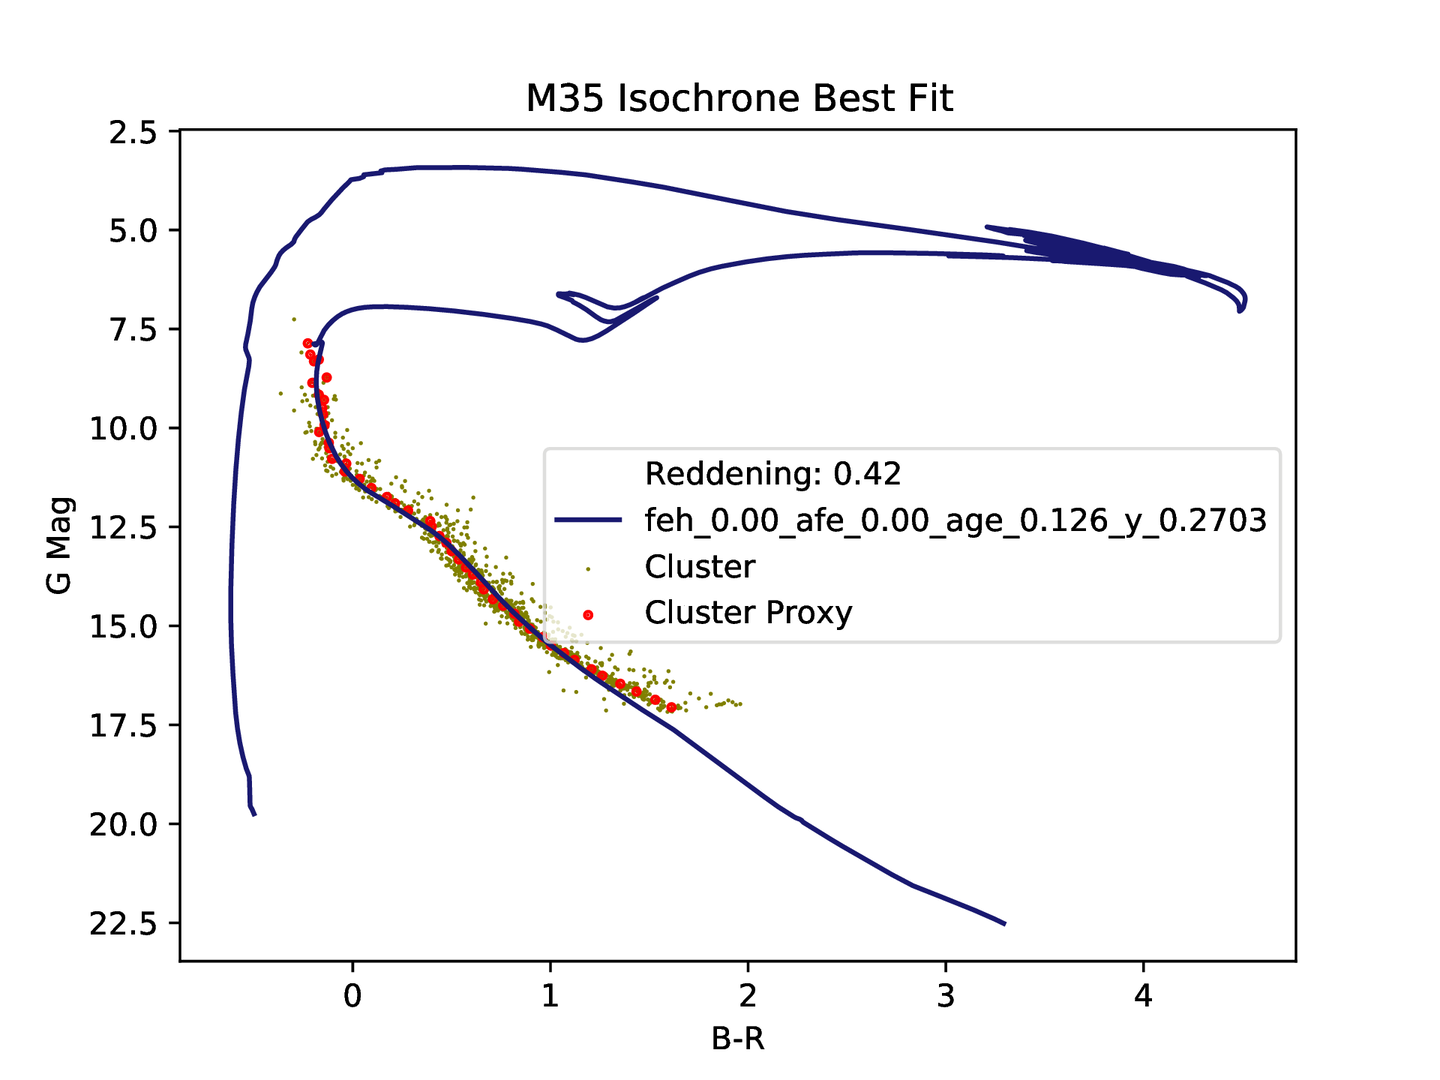 M35 Isochrone Best Fit
2.5
5.0
7.5
10.0
12.5
15.0
17.5
20.0
22.5
G Mag
Reddening: 0.42
feh_0.00_afe_0.00_age_0.126_y_0.2703
Cluster
Cluster Proxy
0 1 2 3 4
B-R